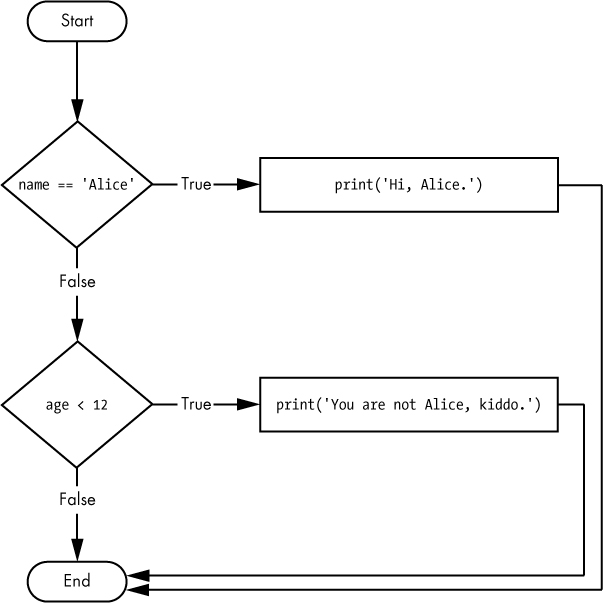 Start
name == 'Alice'
True
print('Hi, Alice.')
False
age < 12
True
print('You are not Alice, kiddo.')
False
End